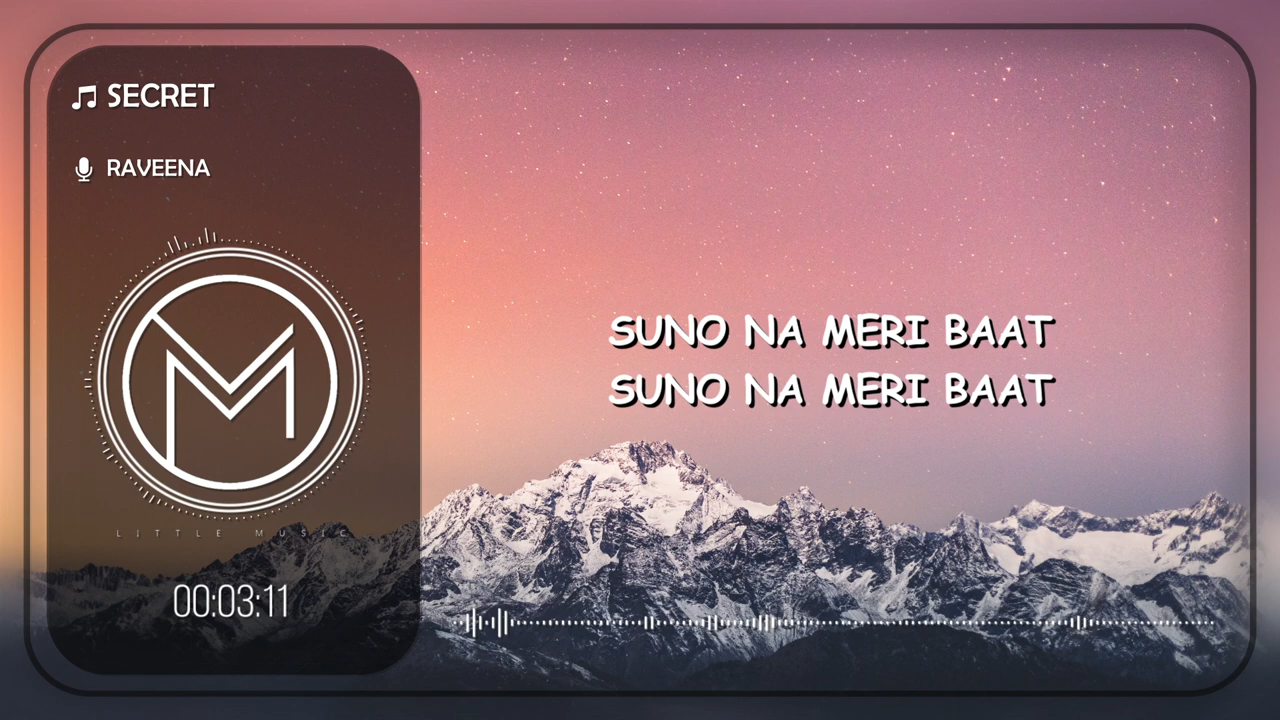 SECRET
RAVEENA
M
LITTLE MUSIC
00:03:11
SUNO NA MERI BAAT
SUNO NA MERI BAAT